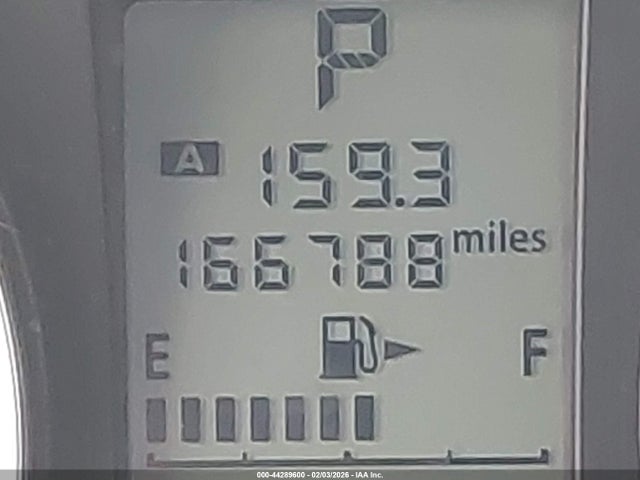 P
A 159.3
166788 miles
E F
000-44289600 - 02/03/2026 - IAA Inc.